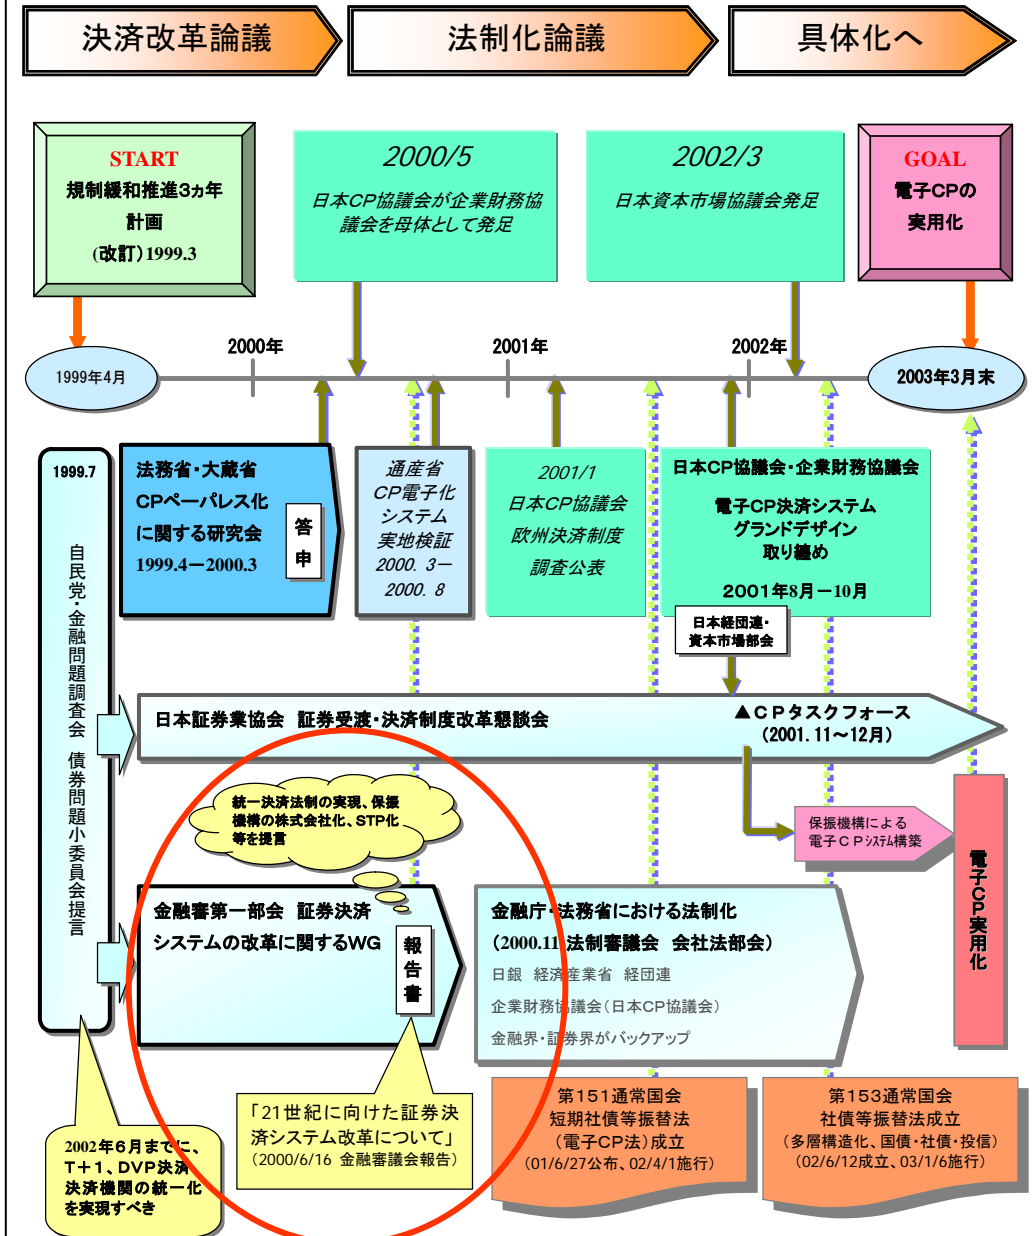 決済改革論議
法制化論議
具体化へ
START
規制緩和推進3ヵ年
計画
(改訂)1999.3
2000/5
日本CP協議会が企業財務協
議会を母体として発足
2002/3
日本資本市場協議会発足
GOAL
電子CPの
実用化
1999年4月
2000年
2001年
2002年
2003年3月末
1999.7
自民党・金融問題調査会 債券問題小委員会提言
法務省・大蔵省
CPペーパレス化
に関する研究会
1999.4－2000.3
答申
通産省
CP電子化
システム
実地検証
2000. 3－
2000. 8
2001/1
日本CP協議会
欧州決済制度
調査公表
日本CP協議会・企業財務協議会
電子CP決済システム
グランドデザイン
取り纏め
2001年8月－10月
日本経団連・
資本市場部会
日本証券業協会 証券受渡・決済制度改革懇談会
▲CPタスクフォース
(2001.11～12月)
統一決済法制の実現、保振
機構の株式会社化、STP化
等を提言
保振機構による
電子CPシステム構築
電子CP実用化
金融審第一部会 証券決済
システムの改革に関するWG
報告書
金融庁・法務省における法制化
(2000.11 法制審議会 会社法部会)
日銀 経済産業省 経団連
企業財務協議会(日本CP協議会)
金融界・証券界がバックアップ
「21世紀に向けた証券決
済システム改革について」
(2000/6/16 金融審議会報告)
2002年6月までに、
T＋1、DVP決済
決済機関の統一化
を実現すべき
第151通常国会
短期社債等振替法
(電子CP法)成立
(01/6/27公布、02/4/1施行)
第153通常国会
社債等振替法成立
(多層構造化、国債・社債・投信)
(02/6/12成立、03/1/6施行)